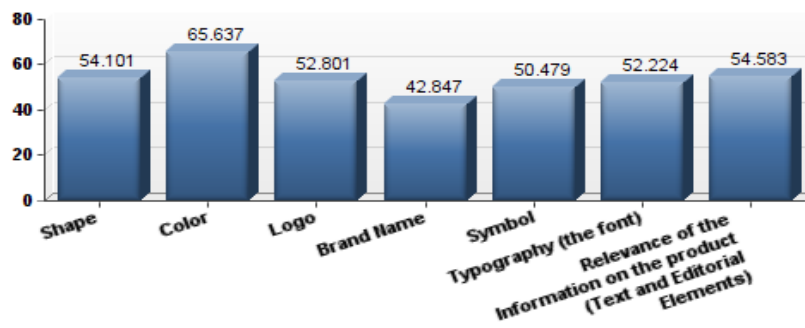 80
60
40
20
0
54.101
65.637
52.801
42.847
50.479
52.224
54.583
Shape
Color
Logo
Brand Name
Symbol
Typography (the font)
Relevance of the
Information on the product
(Text and Editorial
Elements)